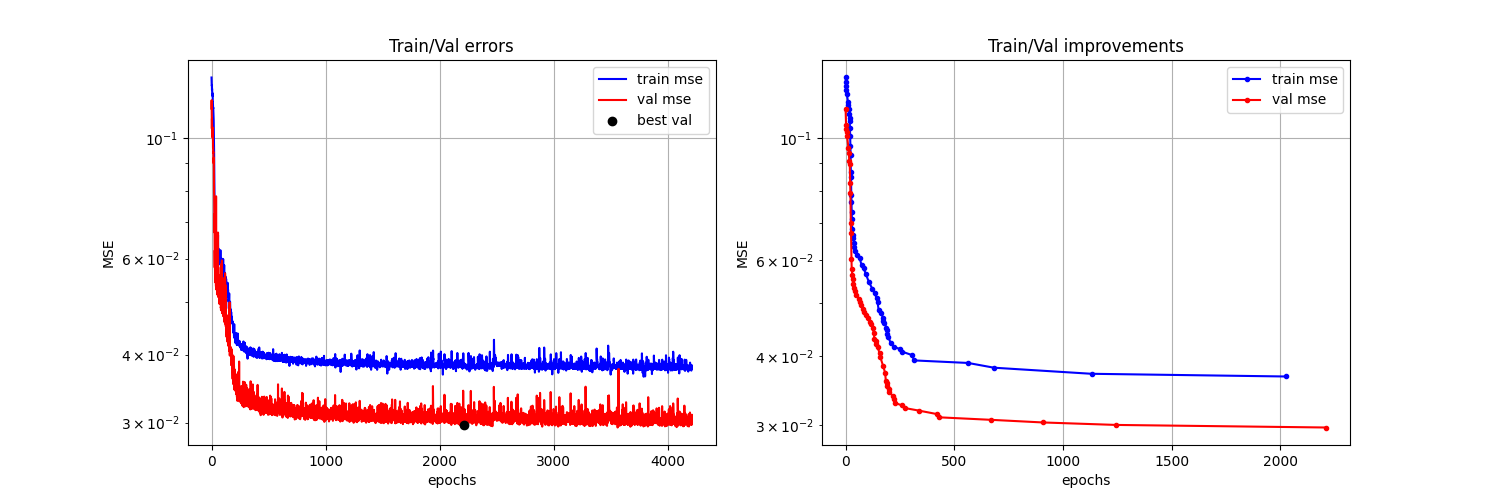 Train/Val errors
train mse
val mse
best val
10⁻¹
6 × 10⁻²
4 × 10⁻²
3 × 10⁻²
MSE
0 1000 2000 3000 4000
epochs
Train/Val improvements
train mse
val mse
10⁻¹
6 × 10⁻²
4 × 10⁻²
3 × 10⁻²
MSE
0 500 1000 1500 2000
epochs